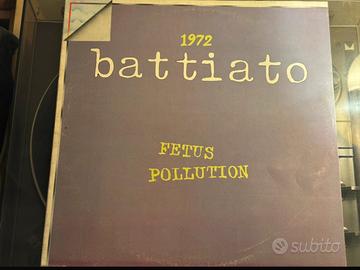 1972
battiato
FETUS
POLLUTION
subito